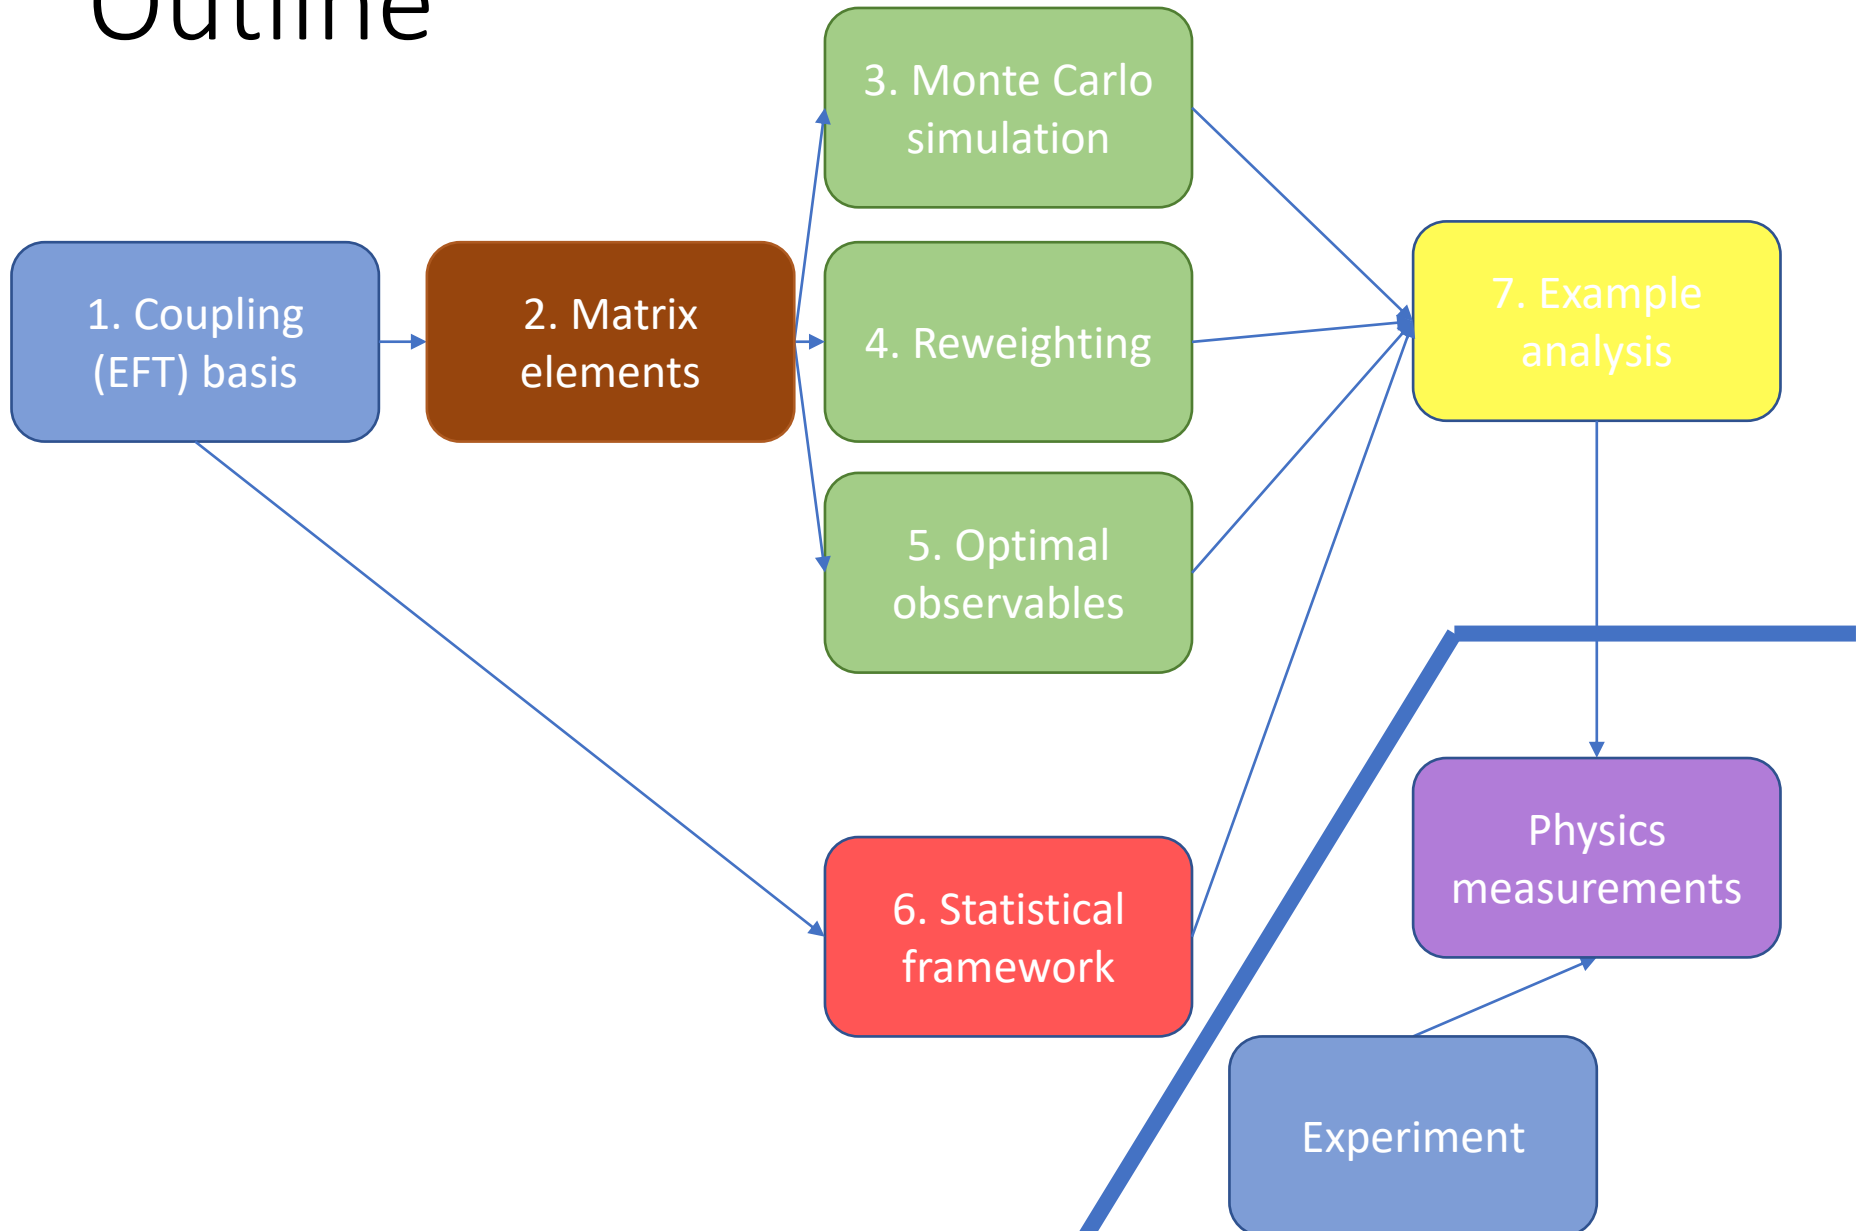 Outline
3. Monte Carlo
simulation
1. Coupling
(EFT) basis
2. Matrix
elements
4. Reweighting
7. Example
analysis
5. Optimal
observables
6. Statistical
framework
Physics
measurements
Experiment